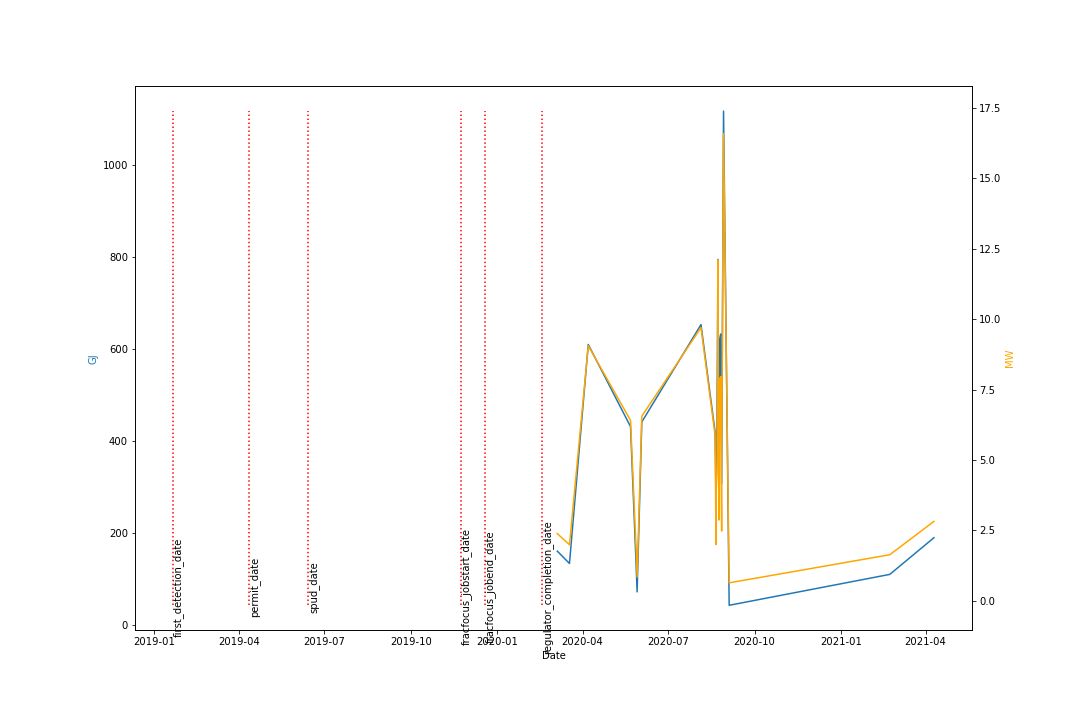 1000
800
600
400
200
0
GJ
17.5
15.0
12.5
10.0
7.5
5.0
2.5
0.0
MW
first_detection_date
permit_date
spud_date
fracfocus_jobstart_date
fracfocus_jobend_date
regulator_completion_date
2019-01
2019-04
2019-07
2019-10
2020-01
2020-04
2020-07
2020-10
2021-01
2021-04
Date